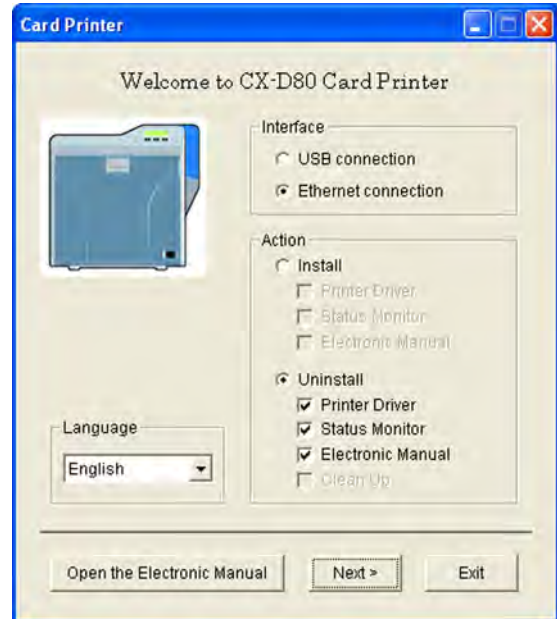 Card Printer
Welcome to CX-D80 Card Printer
Interface
USB connection
Ethernet connection
Action
Install
Printer Driver
Status Monitor
Electronic Manual
Uninstall
Printer Driver
Status Monitor
Electronic Manual
Clean Up
Language
English
Open the Electronic Manual
Next >
Exit